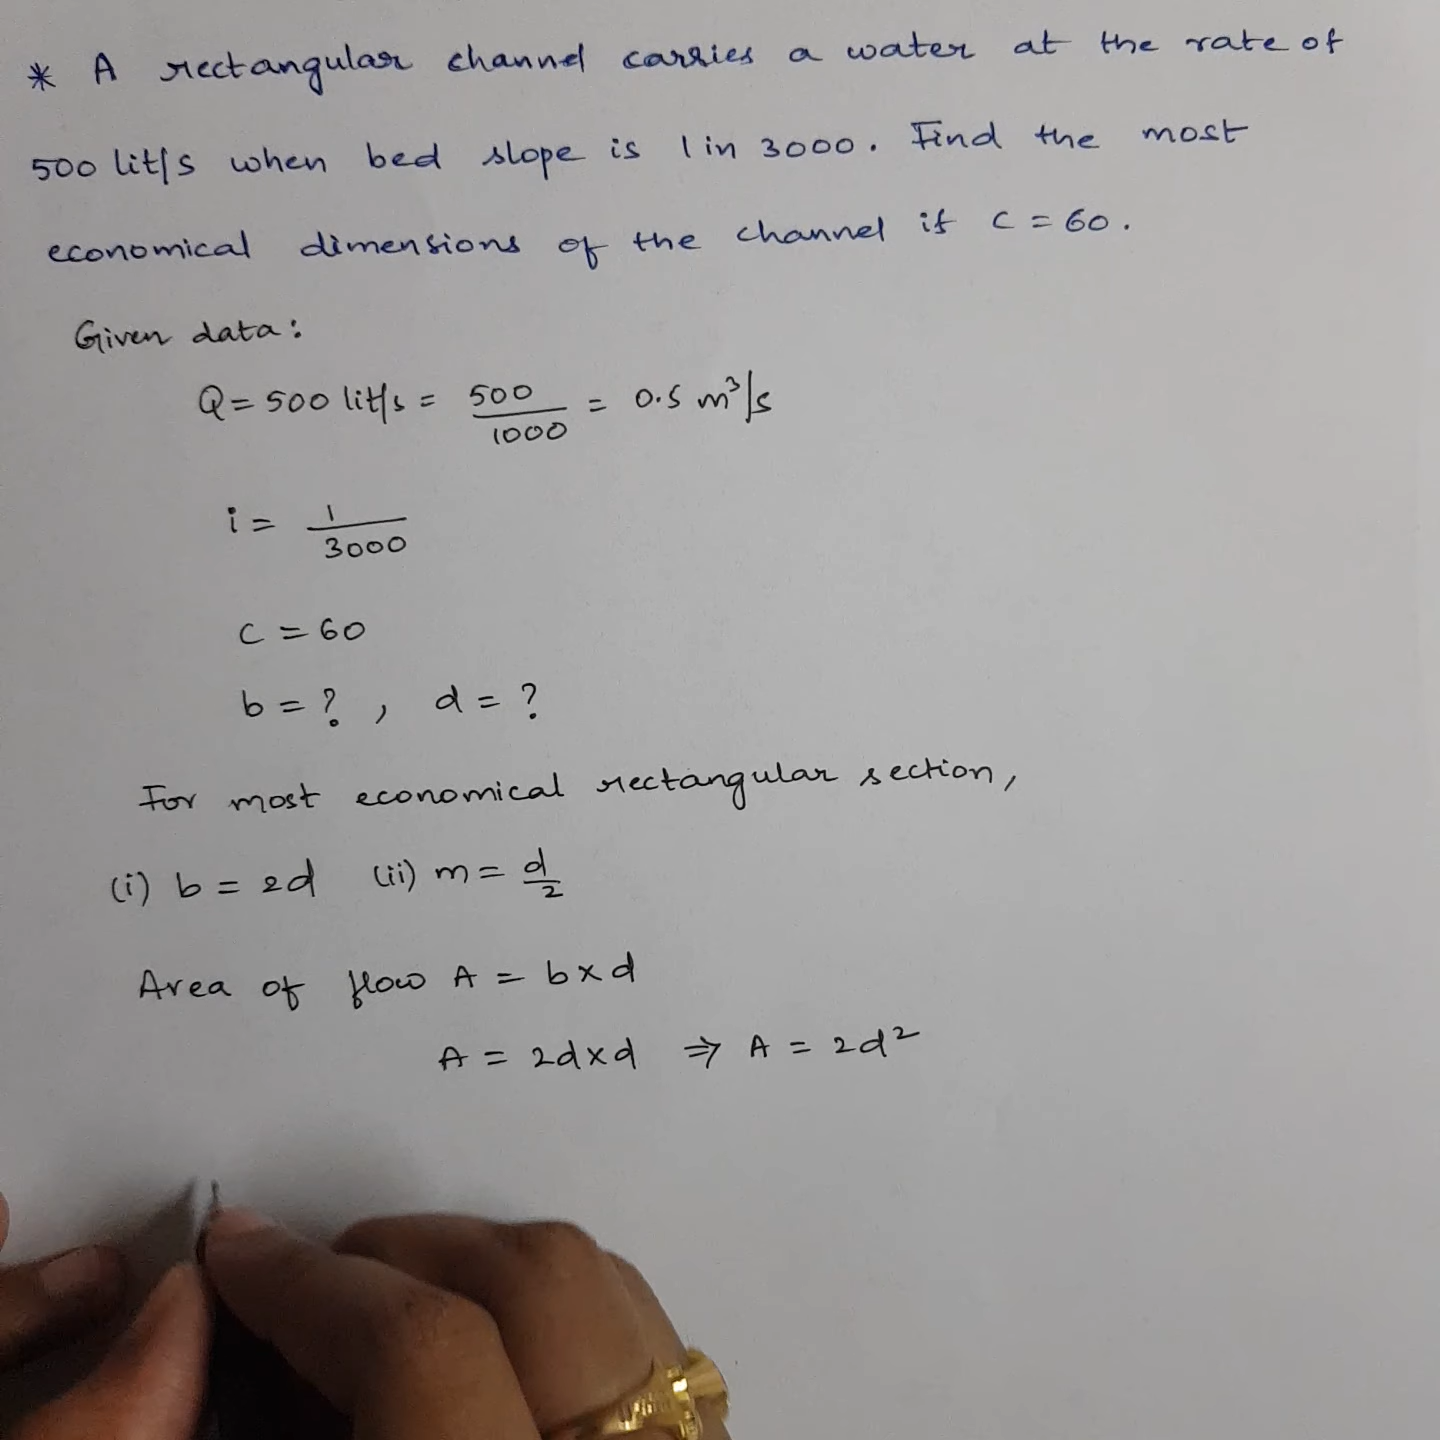 * A rectangular channel carries a water at the rate of
500 lit/s when bed slope is 1 in 3000. Find the most
economical dimensions of the channel if C = 60.
Given data:
Q = 500 lit/s = 500/1000 = 0.5 m³/s
i = 1/3000
C = 60
b = ? , d = ?
For most economical rectangular section,
(i) b = 2d (ii) m = d/2
Area of flow A = b x d
A = 2d x d ⇒ A = 2d²